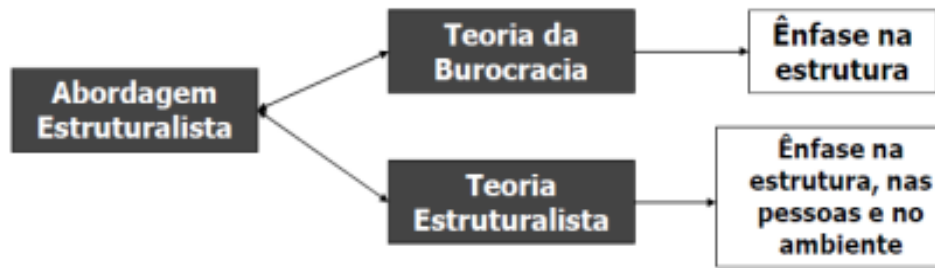 Abordagem
Estruturalista
Teoria da
Burocracia
Ênfase na
estrutura
Teoria
Estruturalista
Ênfase na
estrutura, nas
pessoas e no
ambiente